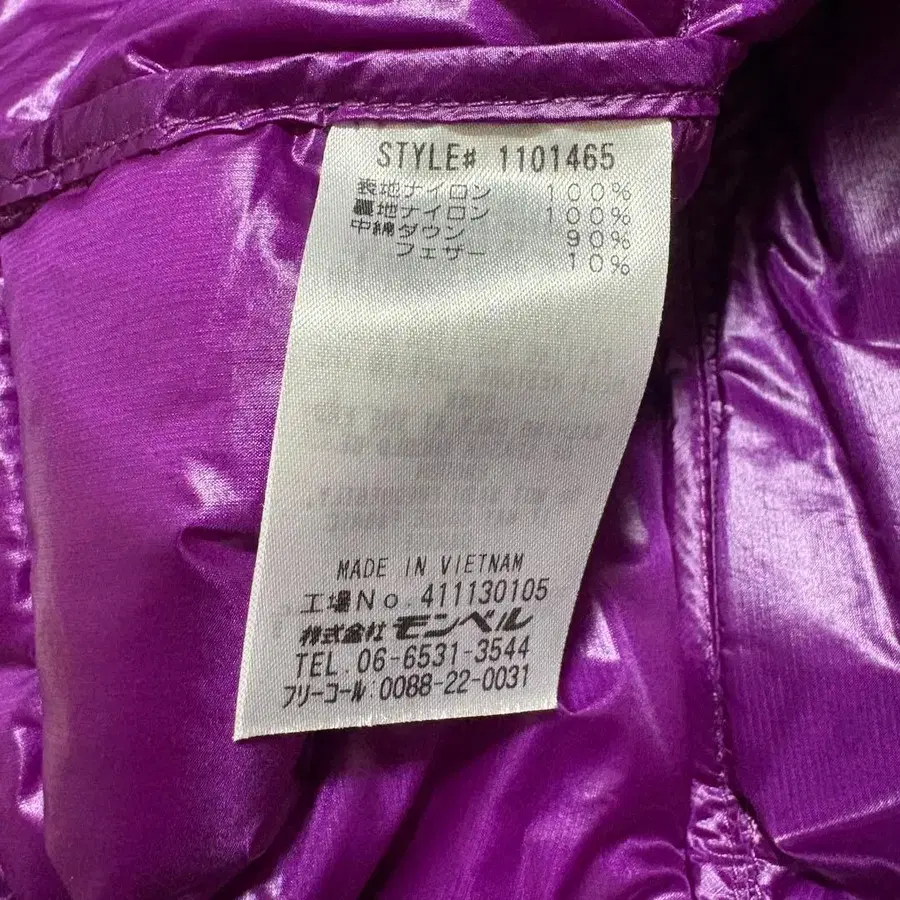 STYLE# 1101465
表地ナイロン 100%
裏地ナイロン 100%
中綿ダウン 90%
フェザー 10%
MADE IN VIETNAM
工場No. 411130105
株式会社 モンベル
TEL. 06-6531-3544
フリーコール:0088-22-0031